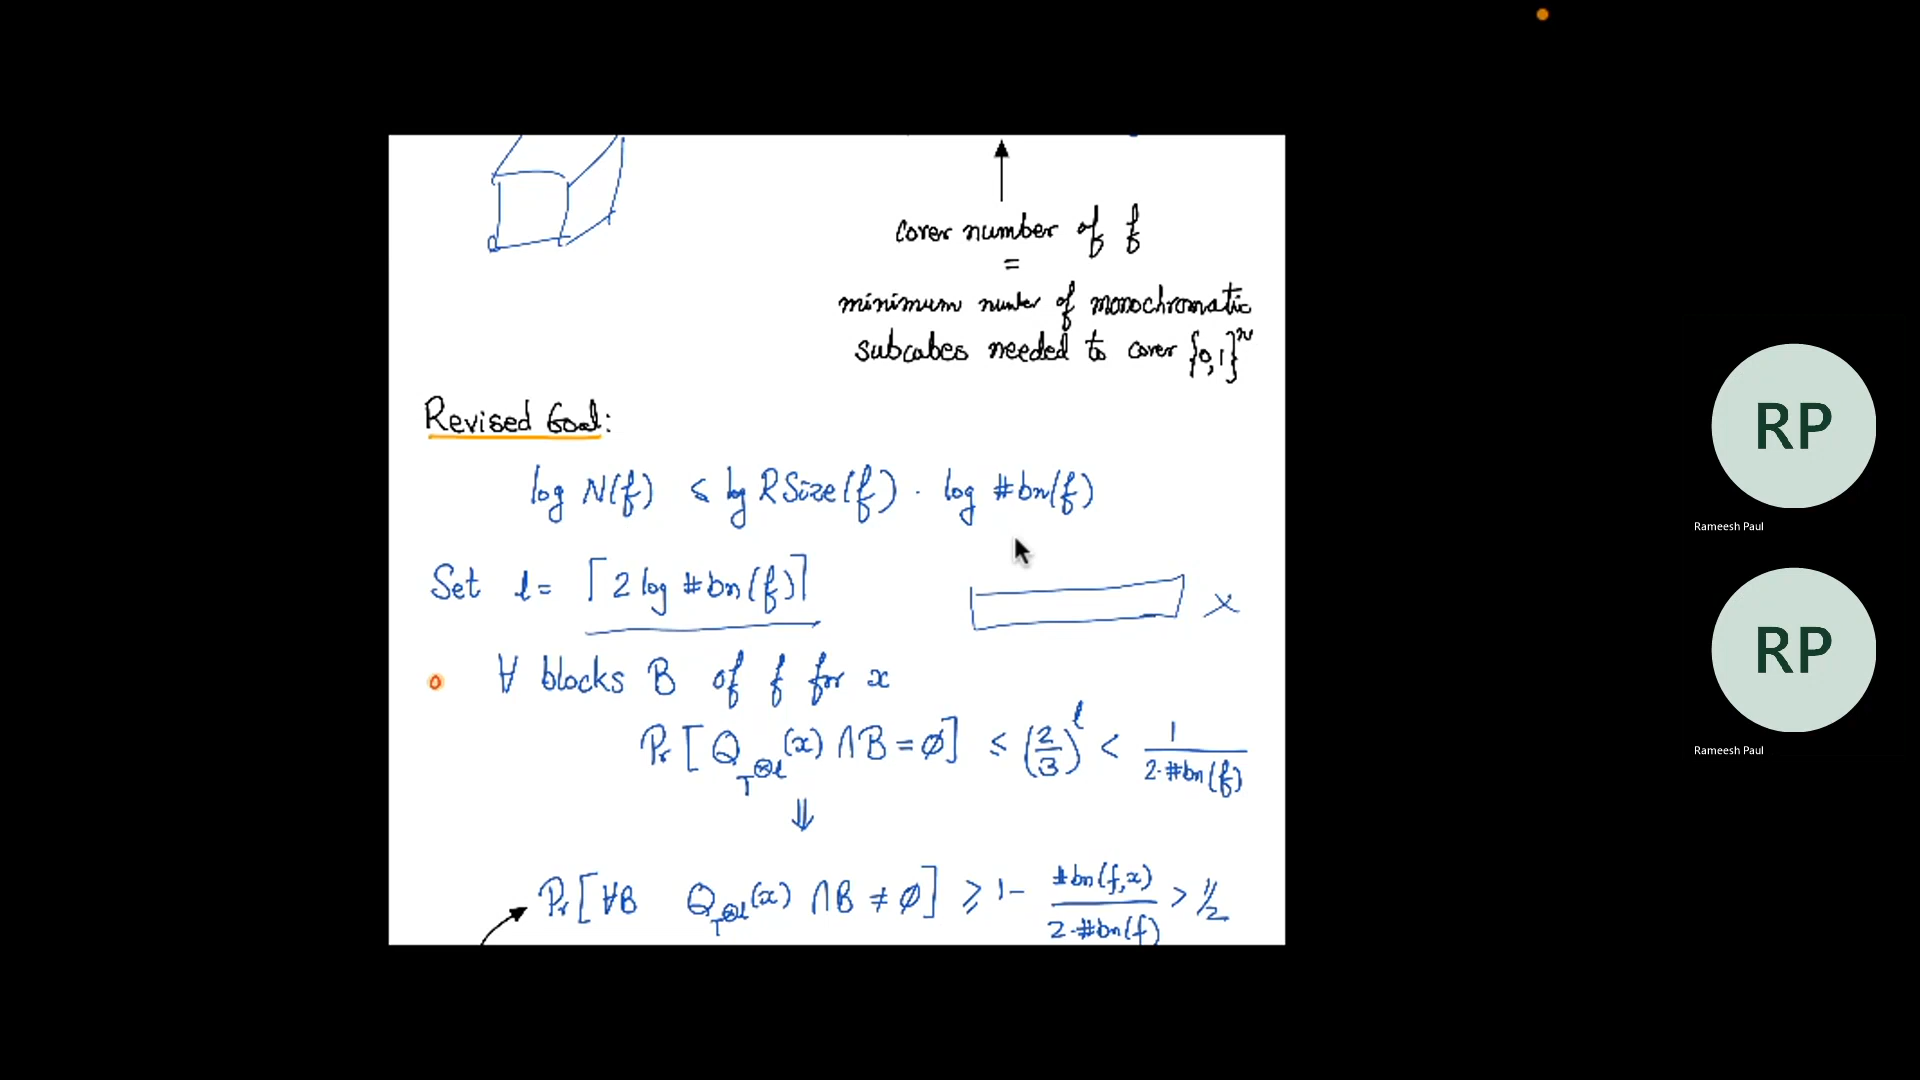 cover number of f
=
minimum number of monochromatic
subcubes needed to cover {0,1}^n
Revised Goal:
log N(f) ≤ log RSize(f) · log #bn(f)
Set l = ⌈2 log #bn(f)⌉
x
∀ blocks B of f for x
Pr[Q_{T^{⊗l}}(x) ∩ B = ∅] ≤ (2/3)^l < 1/(2·#bn(f))
⇓
Pr[∀B Q_{T^{⊗l}}(x) ∩ B ≠ ∅] ≥ 1 - #bn(f,x)/(2·#bn(f)) > 1/2
RP
Rameesh Paul
RP
Rameesh Paul